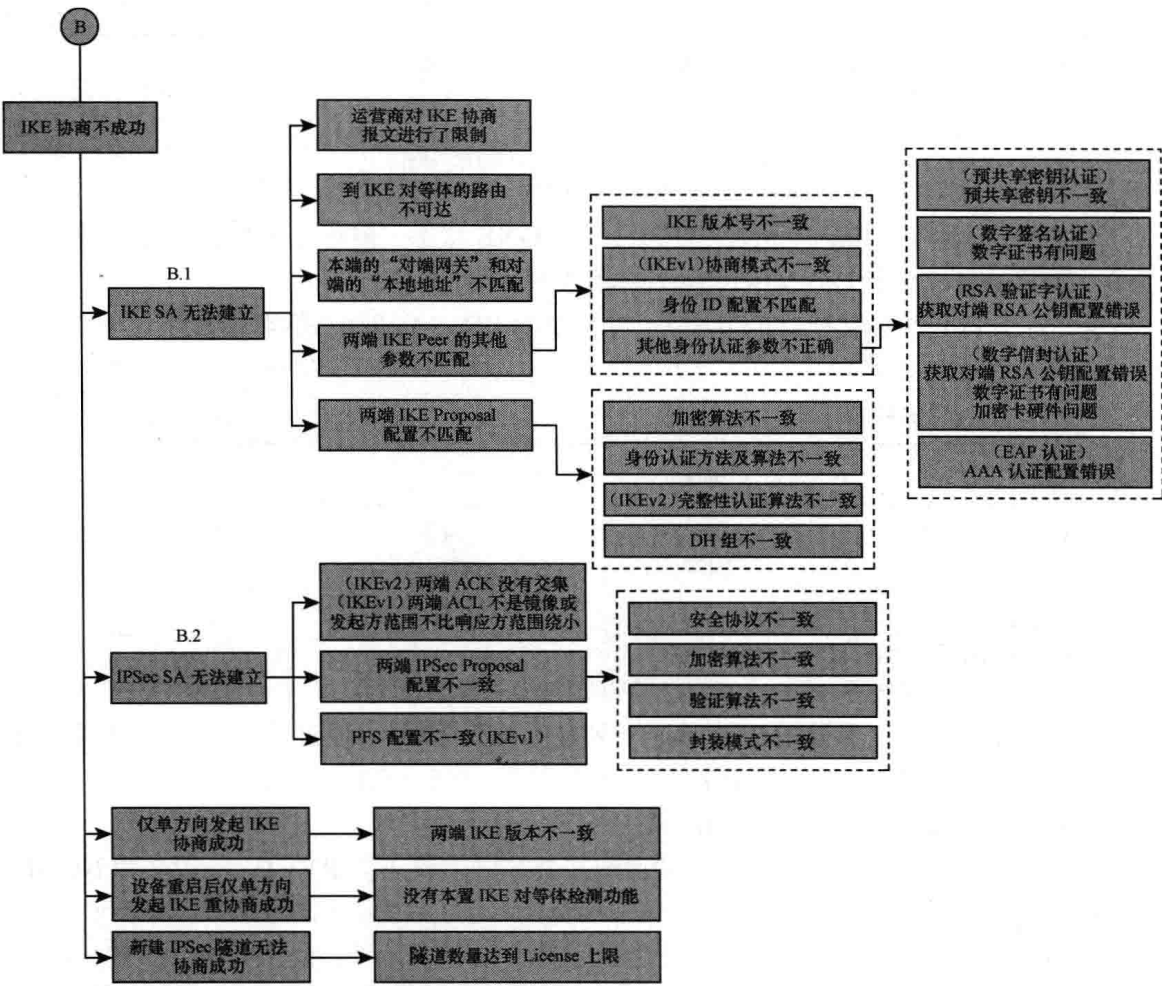 B
IKE 协商不成功
B.1
IKE SA 无法建立
运营商对 IKE 协商
报文进行了限制
到 IKE 对等体的路由
不可达
本端的“对端网关”和对
端的“本地地址”不匹配
两端 IKE Peer 的其他
参数不匹配
两端 IKE Proposal
配置不匹配
IKE 版本号不一致
(IKEv1)协商模式不一致
身份 ID 配置不匹配
其他身份认证参数不正确
（预共享密钥认证）
预共享密钥不一致
（数字签名认证）
数字证书有问题
(RSA 验证字认证 )
获取对端 RSA 公钥配置错误
（数字信封认证）
获取对端 RSA 公钥配置错误
数字证书有问题
加密卡硬件问题
（EAP 认证）
AAA 认证配置错误
加密算法不一致
身份认证方法及算法不一致
(IKEv2)完整性认证算法不一致
DH 组不一致
B.2
IPSec SA 无法建立
（IKEv2）两端 ACK 没有交集
（IKEv1）两端 ACL 不是镜像或
发起方范围不比响应方范围绕小
两端 IPSec Proposal
配置不一致
PFS 配置不一致(IKEv1)
安全协议不一致
加密算法不一致
验证算法不一致
封装模式不一致
仅单方向发起 IKE
协商成功
两端 IKE 版本不一致
设备重启后仅单方向
发起 IKE 重协商成功
没有本置 IKE 对等体检测功能
新建 IPSec 隧道无法
协商成功
隧道数量达到 License 上限